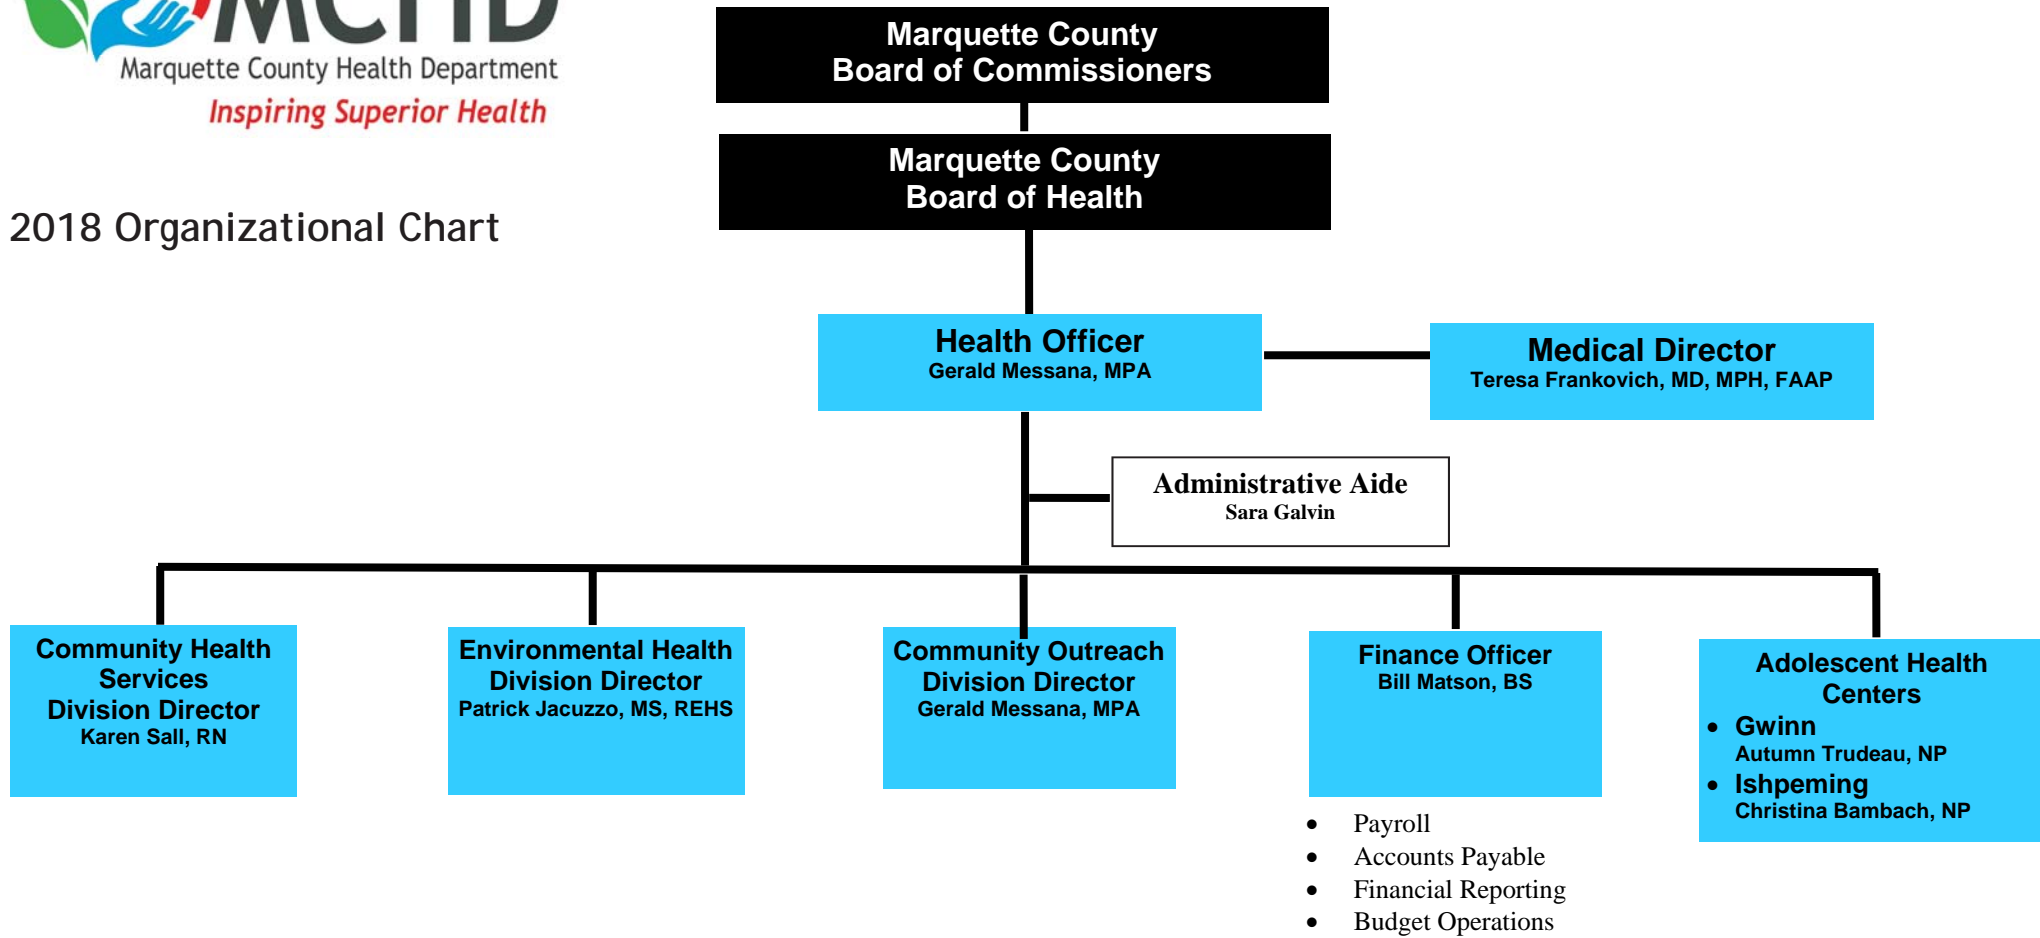 MCHD
Marquette County Health Department
Inspiring Superior Health
2018 Organizational Chart
Marquette County
Board of Commissioners
Marquette County
Board of Health
Health Officer
Gerald Messana, MPA
Medical Director
Teresa Frankovich, MD, MPH, FAAP
Administrative Aide
Sara Galvin
Community Health
Services
Division Director
Karen Sall, RN
Environmental Health
Division Director
Patrick Jacuzzo, MS, REHS
Community Outreach
Division Director
Gerald Messana, MPA
Finance Officer
Bill Matson, BS
• Payroll
• Accounts Payable
• Financial Reporting
• Budget Operations
Adolescent Health
Centers
• Gwinn
Autumn Trudeau, NP
• Ishpeming
Christina Bambach, NP